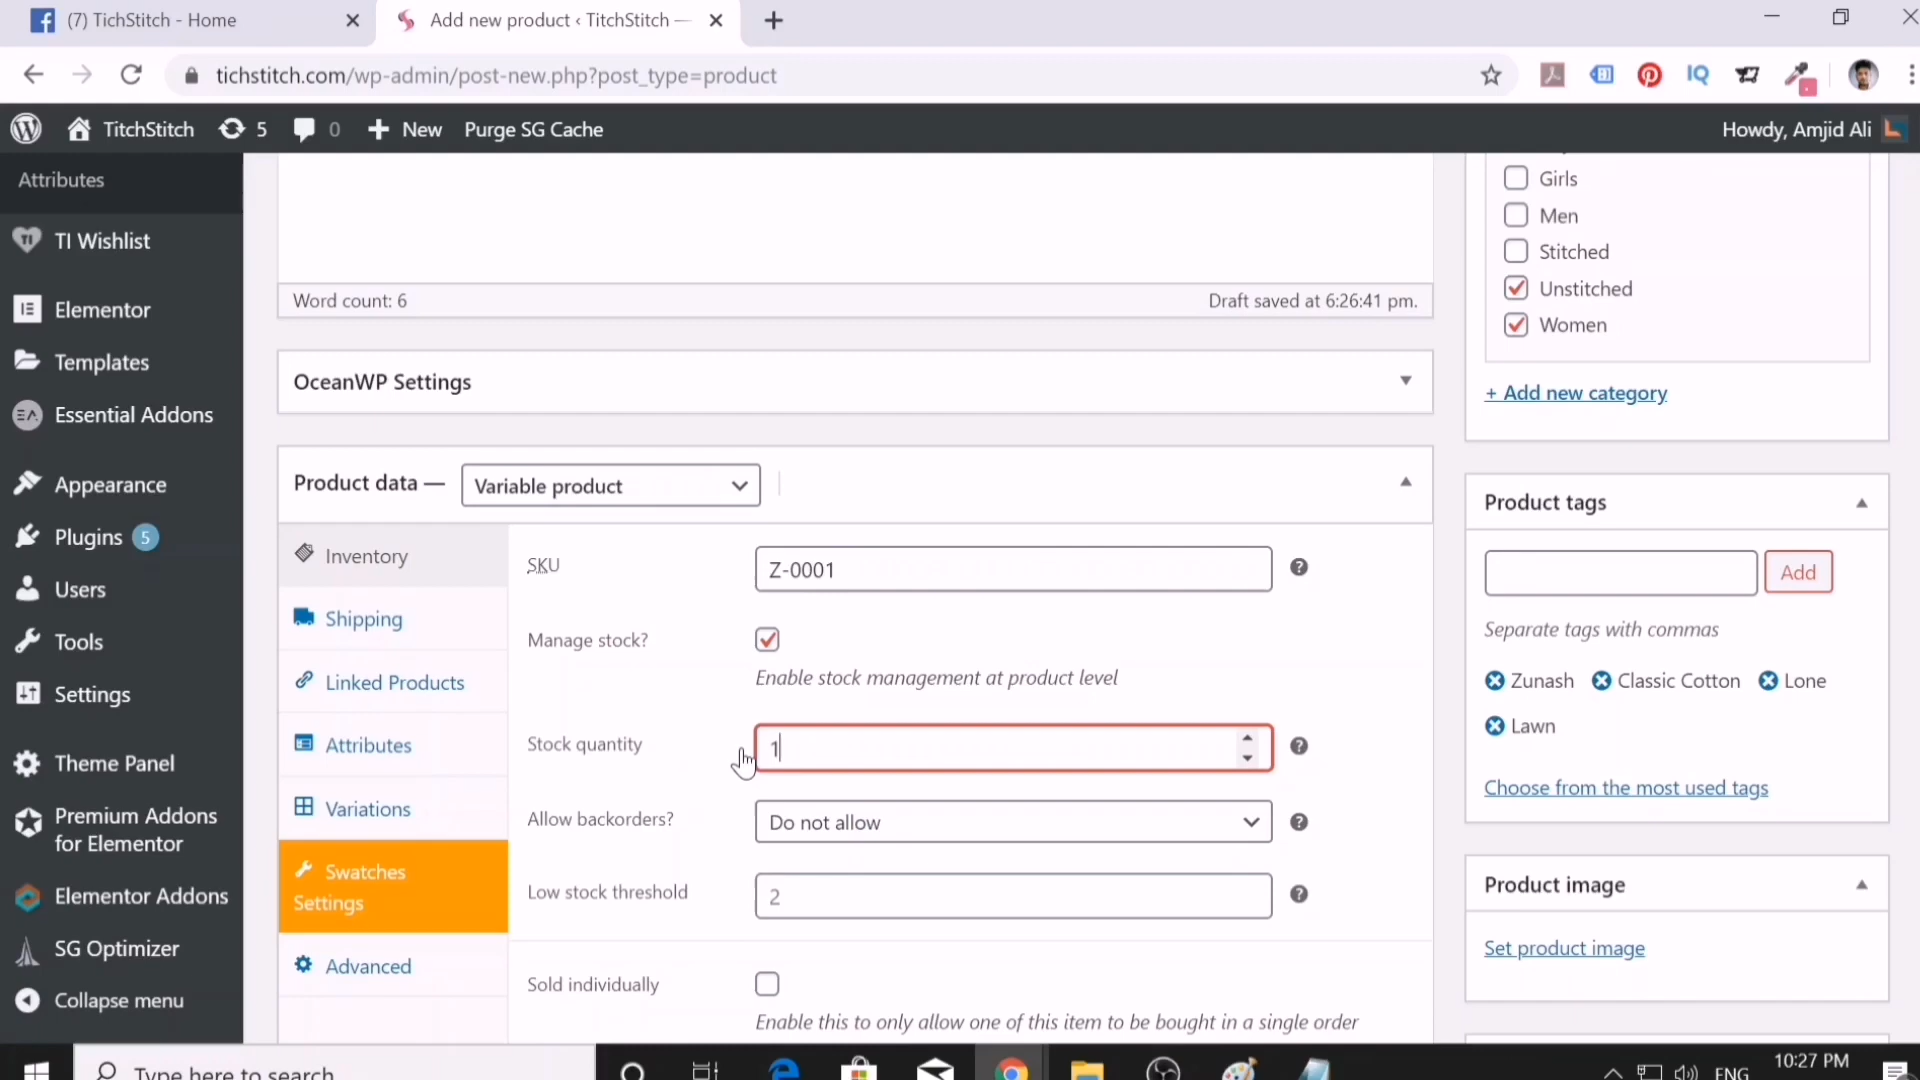 (7) TichStitch - Home
Add new product ‹ TitchStitch —
tichstitch.com/wp-admin/post-new.php?post_type=product
IQ
TitchStitch
5
0
New
Purge SG Cache
Howdy, Amjid Ali
Attributes
TI Wishlist
Elementor
Templates
Essential Addons
Appearance
Plugins 5
Users
Tools
Settings
Theme Panel
Premium Addons
for Elementor
Elementor Addons
SG Optimizer
Collapse menu
Word count: 6
Draft saved at 6:26:41 pm.
OceanWP Settings
Product data —
Variable product
Inventory
Shipping
Linked Products
Attributes
Variations
Swatches
Settings
Advanced
SKU
Z-0001
Manage stock?
Enable stock management at product level
Stock quantity
1
Allow backorders?
Do not allow
Low stock threshold
2
Sold individually
Enable this to only allow one of this item to be bought in a single order
Girls
Men
Stitched
Unstitched
Women
+ Add new category
Product tags
Add
Separate tags with commas
Zunash
Classic Cotton
Lone
Lawn
Choose from the most used tags
Product image
Set product image
Type here to search
ENG
10:27 PM